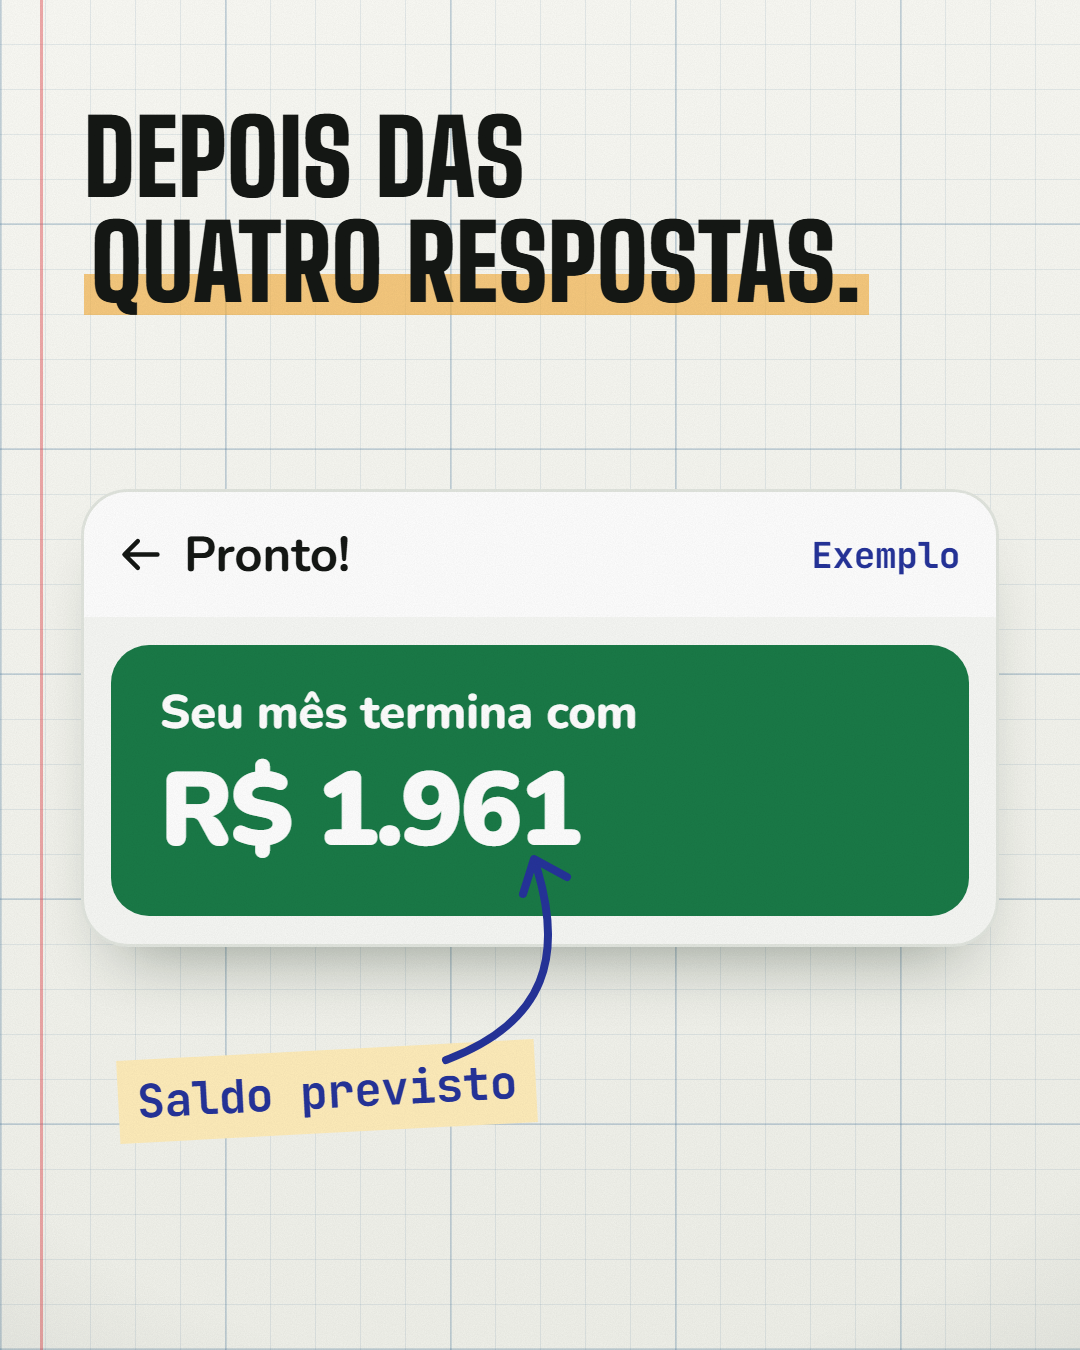 DEPOIS DAS
QUATRO RESPOSTAS.
Pronto!
Exemplo
Seu mês termina com
R$ 1.961
Saldo previsto